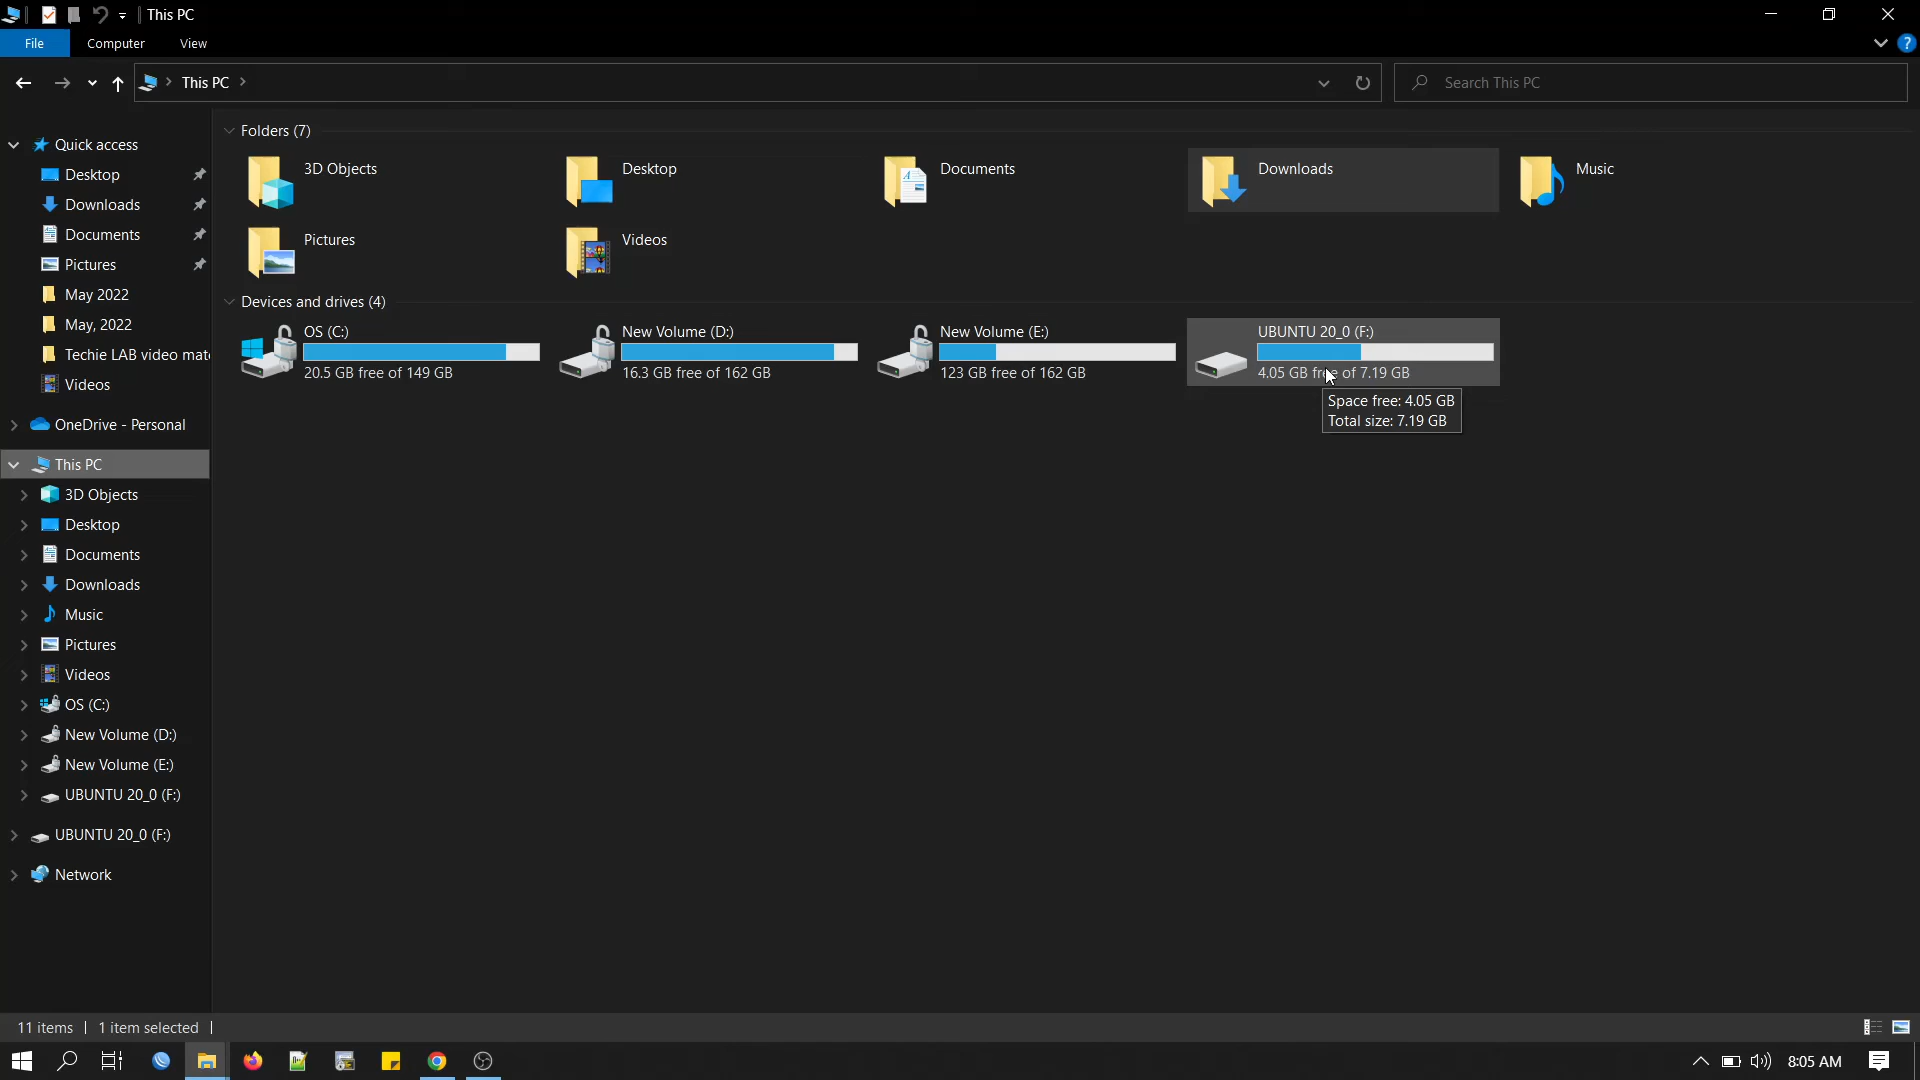 This PC
File
Computer
View
This PC
Search This PC
Quick access
Desktop
Downloads
Documents
Pictures
May 2022
May, 2022
Techie LAB video mat
Videos
OneDrive - Personal
This PC
3D Objects
Desktop
Documents
Downloads
Music
Pictures
Videos
OS (C:)
New Volume (D:)
New Volume (E:)
UBUNTU 20_0 (F:)
UBUNTU 20_0 (F:)
Network
Folders (7)
3D Objects
Desktop
Documents
Downloads
Music
Pictures
Videos
Devices and drives (4)
OS (C:)
20.5 GB free of 149 GB
New Volume (D:)
16.3 GB free of 162 GB
New Volume (E:)
123 GB free of 162 GB
UBUNTU 20_0 (F:)
4.05 GB free of 7.19 GB
Space free: 4.05 GB
Total size: 7.19 GB
11 items
1 item selected
8:05 AM